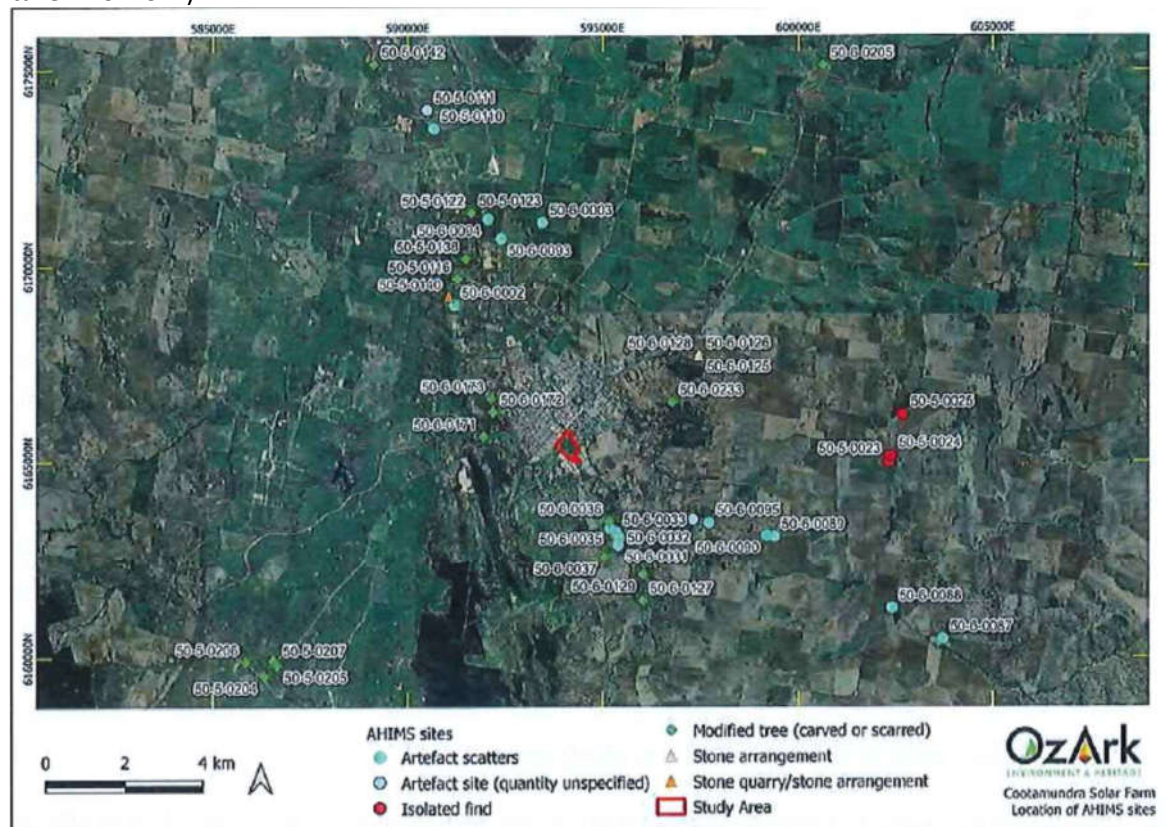 585000E 590000E 595000E 600000E 605000E
6175000N
50-5-0142
50-6-0205
50-5-0111
50-5-0110
50-5-0122 50-5-0123 50-6-0003
50-6-0094
50-5-0138 50-6-0093
6170000N
50-5-0116
50-5-0140 50-6-0002
50-6-0128 50-6-0126
50-6-0125
50-6-0173 50-6-0172 50-6-0233
50-5-0025
50-6-0171
50-5-0023 50-5-0024
6165000N
50-6-0036 50-6-0033 50-6-0095 50-6-0089
50-6-0035 50-6-0032 50-6-0090
50-6-0031
50-6-0037
50-6-0129 50-6-0127
50-6-0088
50-6-0087
6160000N
50-5-0206 50-5-0207
50-5-0204 50-5-0205
0 2 4 km
AHIMS sites
Artefact scatters
Artefact site (quantity unspecified)
Isolated find
Modified tree (carved or scarred)
Stone arrangement
Stone quarry/stone arrangement
Study Area
OzArk
ENVIRONMENT & HERITAGE
Cootamundra Solar Farm
Location of AHIMS sites